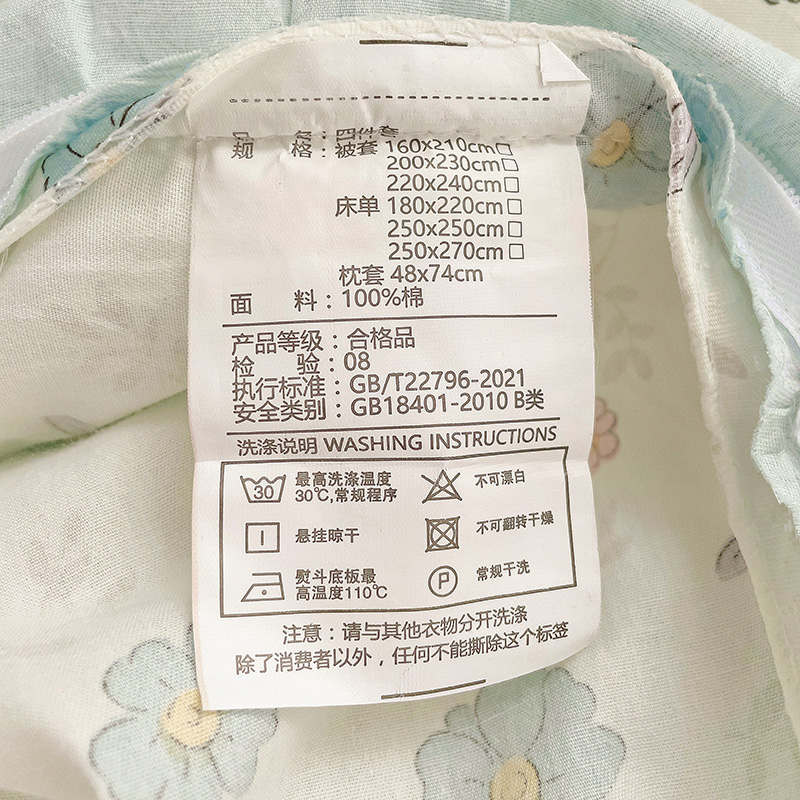 品 名：四件套
规 格：被套 160x210cm□
200x230cm□
220x240cm□
床单 180x220cm□
250x250cm□
250x270cm□
枕套 48x74cm
面 料：100%棉
产品等级：合格品
检 验：08
执行标准：GB/T22796-2021
安全类别：GB18401-2010 B类
洗涤说明 WASHING INSTRUCTIONS
30 最高洗涤温度
30℃,常规程序
不可漂白
悬挂晾干
不可翻转干燥
熨斗底板最
高温度110℃
P 常规干洗
注意：请与其他衣物分开洗涤
除了消费者以外，任何不能撕除这个标签